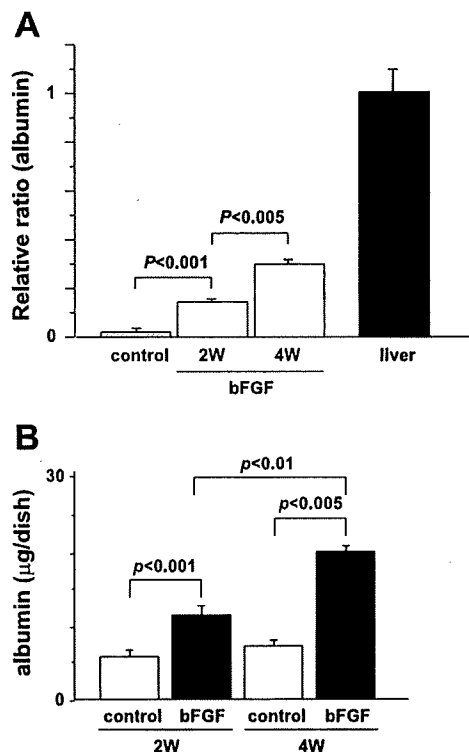 A
Relative ratio (albumin)
1
0
P<0.001
P<0.005
control
2W
4W
liver
bFGF
B
albumin (μg/dish)
30
0
p<0.001
p<0.01
p<0.005
control
bFGF
control
bFGF
2W
4W